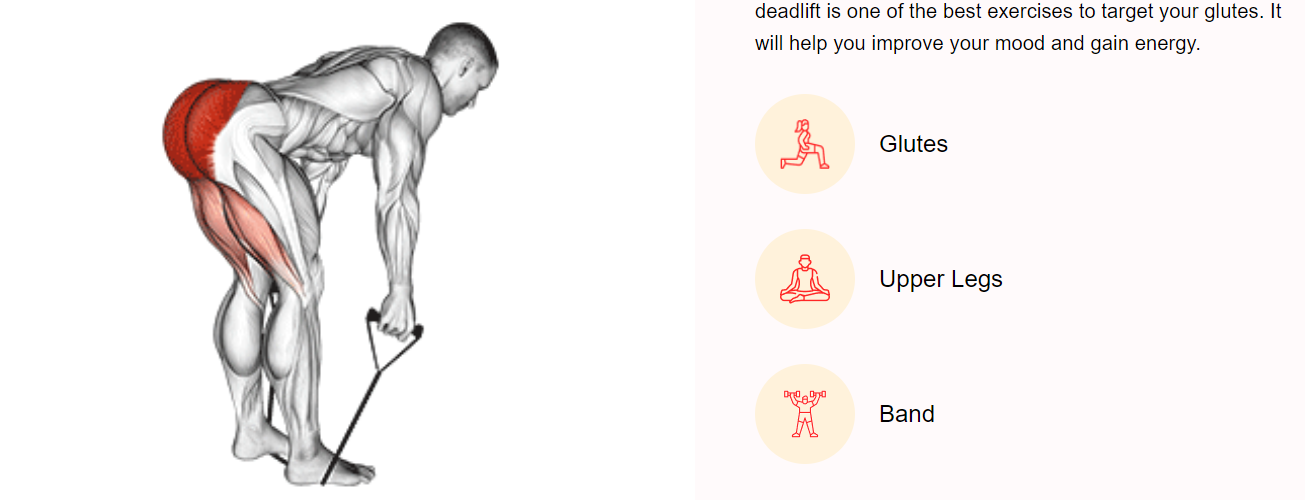 deadlift is one of the best exercises to target your glutes. It
will help you improve your mood and gain energy.
Glutes
Upper Legs
Band